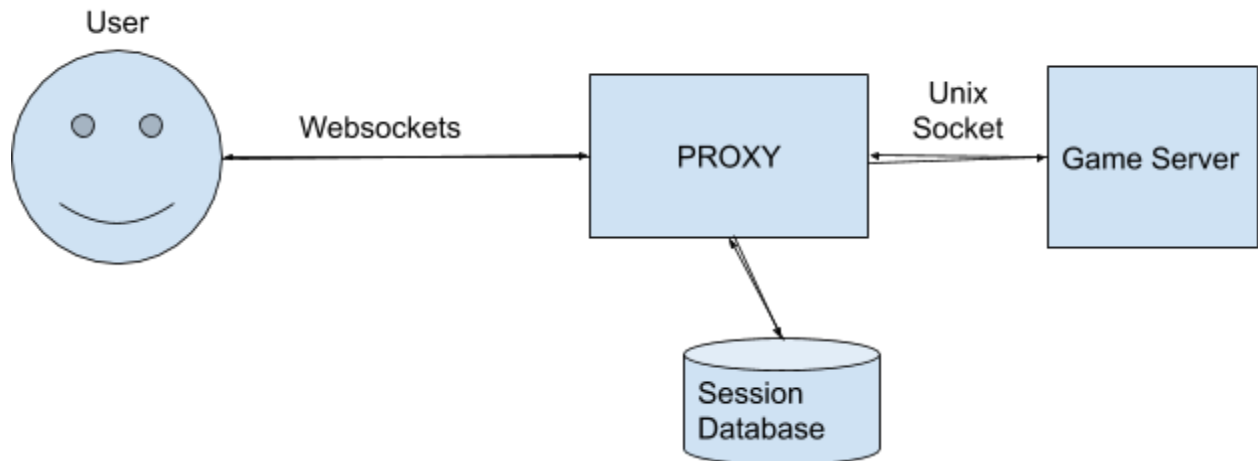 User
Websockets
PROXY
Unix
Socket
Game Server
Session
Database